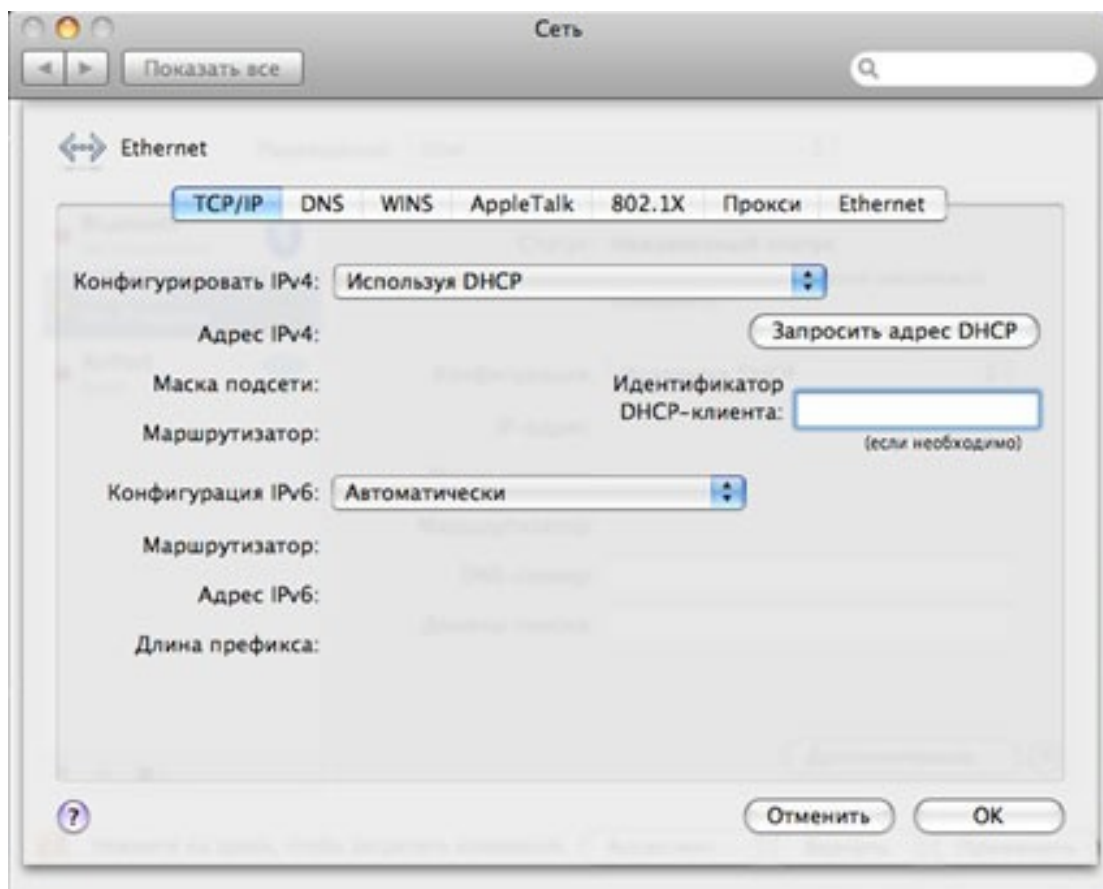 Сеть
Показать все
Ethernet
TCP/IP DNS WINS AppleTalk 802.1X Прокси Ethernet
Конфигурировать IPv4: Используя DHCP
Адрес IPv4: Запросить адрес DHCP
Маска подсети: Идентификатор
DHCP-клиента:
Маршрутизатор: (если необходимо)
Конфигурация IPv6: Автоматически
Маршрутизатор:
Адрес IPv6:
Длина префикса:
? Отменить OK